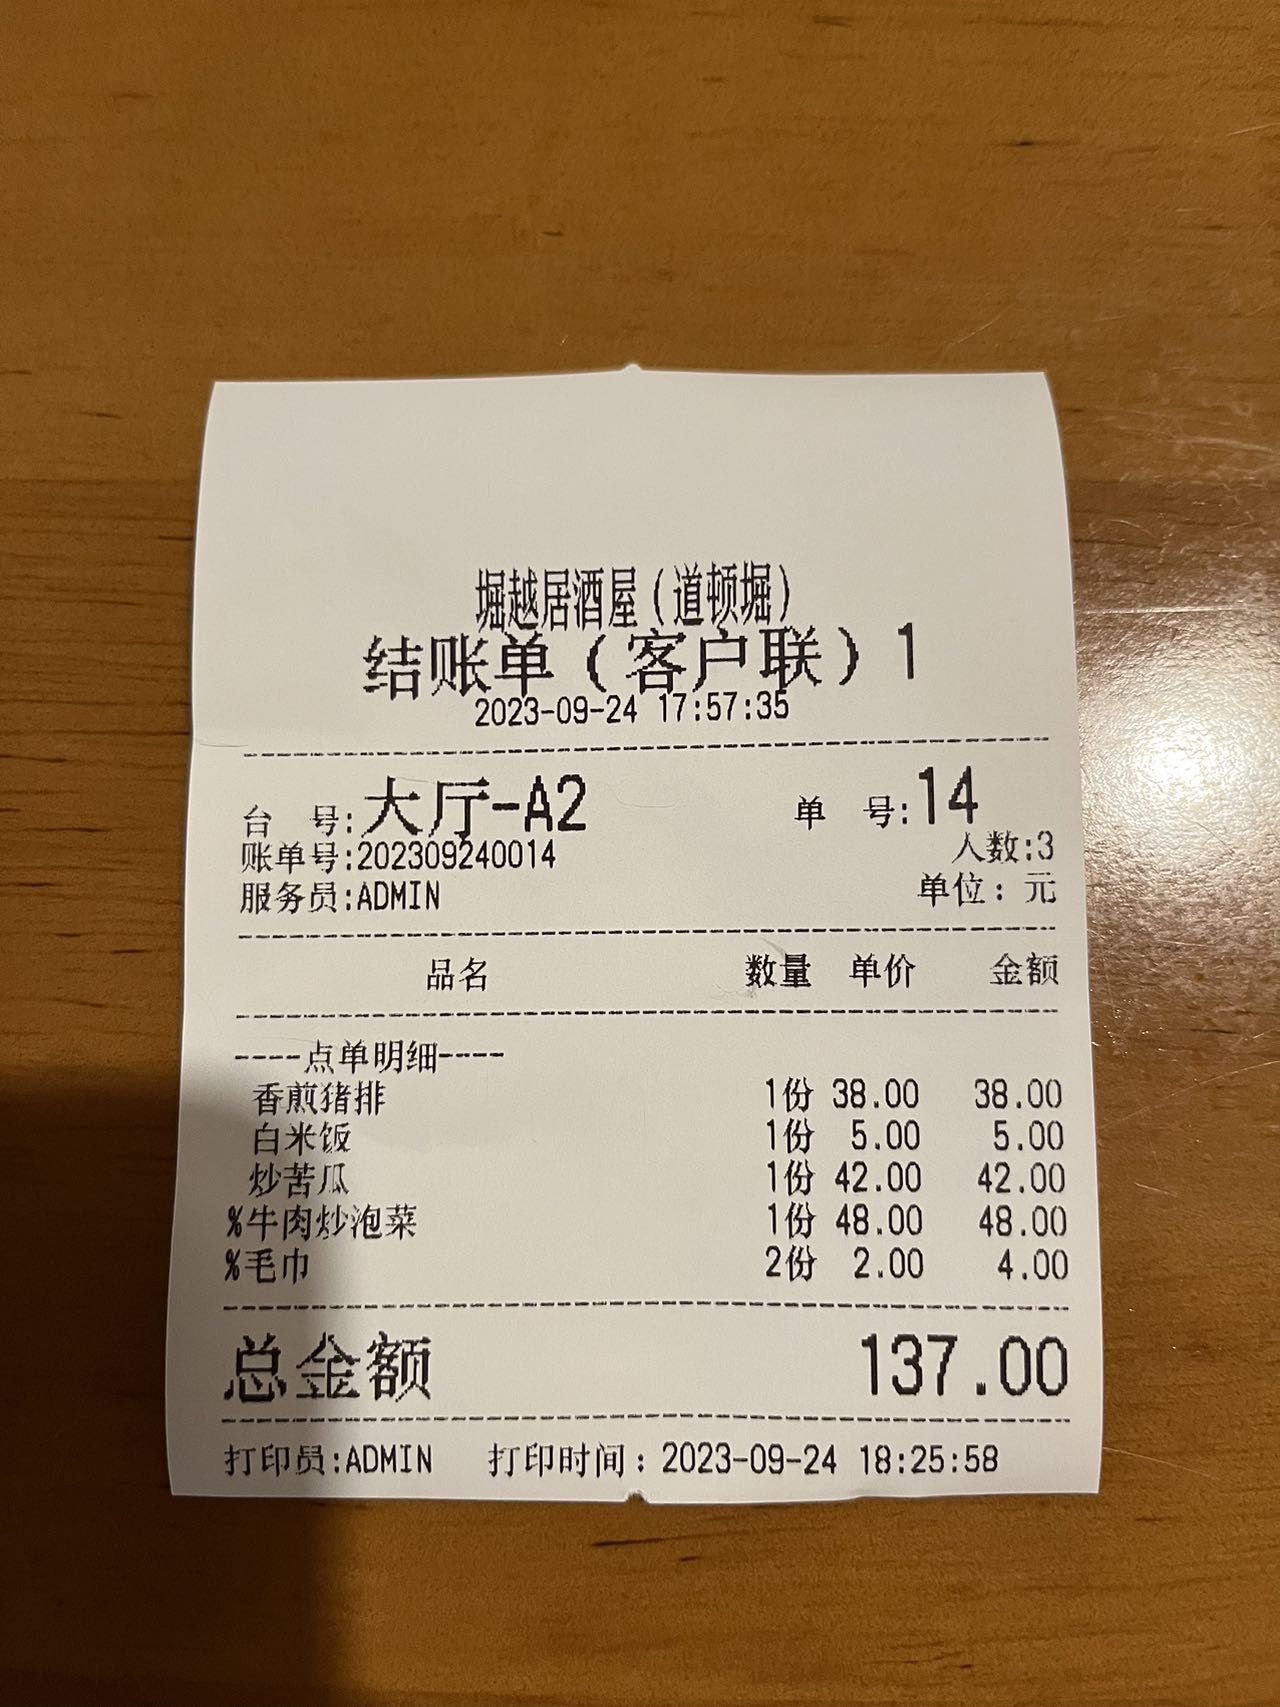 堀越居酒屋(道顿堀)
结账单(客户联)1
2023-09-24 17:57:35
台 号:大厅-A2 单 号:14
账单号:202309240014 人数:3
服务员:ADMIN 单位：元
品名 数量 单价 金额
----点单明细----
香煎猪排 1份 38.00 38.00
白米饭 1份 5.00 5.00
炒苦瓜 1份 42.00 42.00
%牛肉炒泡菜 1份 48.00 48.00
%毛巾 2份 2.00 4.00
总金额 137.00
打印员:ADMIN 打印时间：2023-09-24 18:25:58